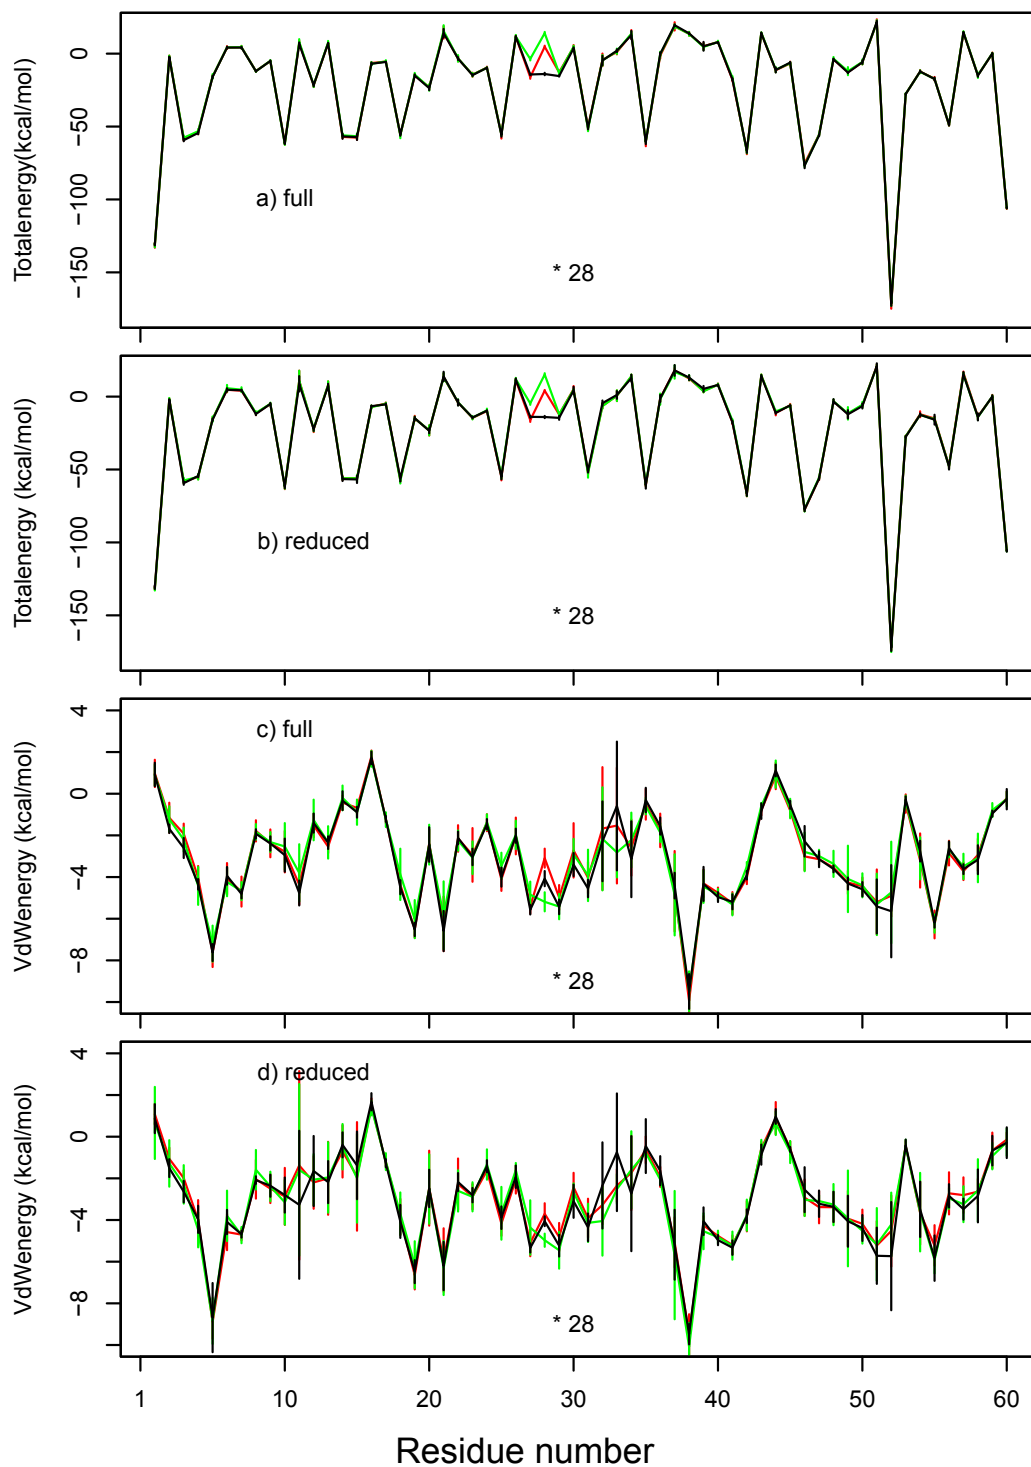 Totalenergy(kcal/mol)
0
−50
−100
−150
a) full
* 28
Totalenergy (kcal/mol)
0
−50
−100
−150
b) reduced
* 28
VdWenergy (kcal/mol)
4
0
−4
−8
c) full
* 28
VdWenergy (kcal/mol)
4
0
−4
−8
d) reduced
* 28
1 10 20 30 40 50 60
Residue number